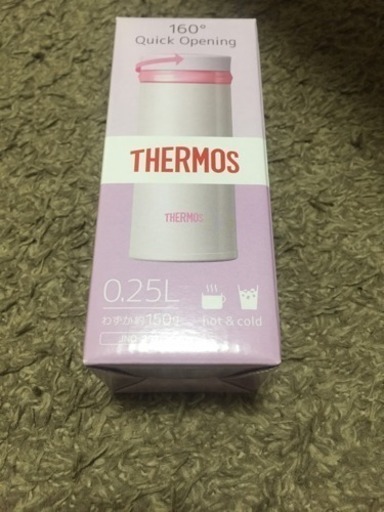 160°
Quick Opening
THERMOS
THERMOS
0.25L
わずか約150g
hot & cold